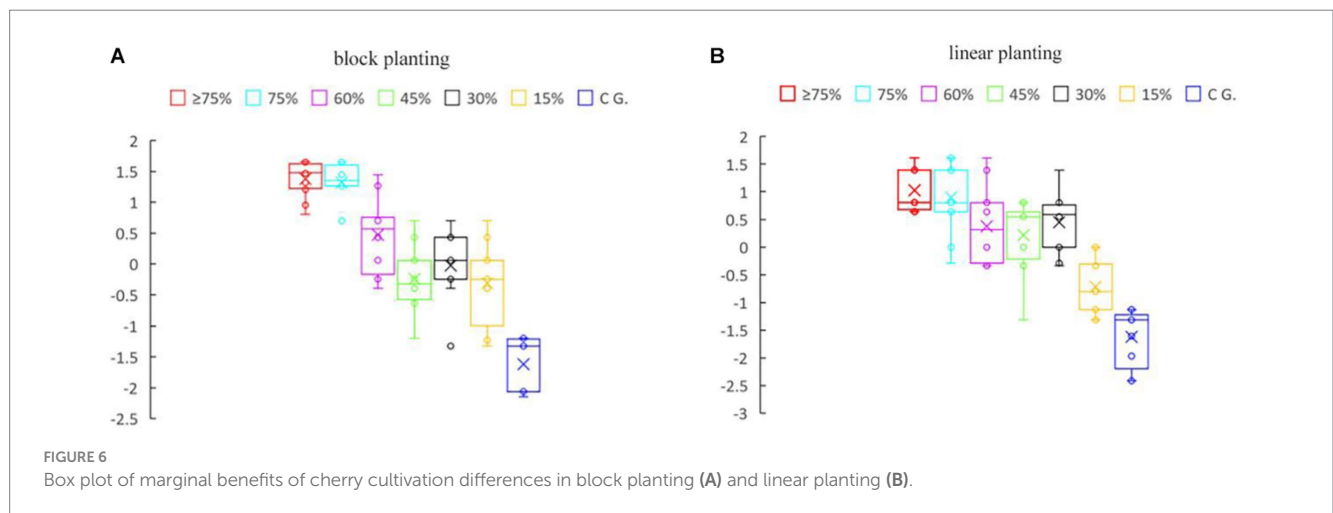 A
block planting
≥75% 75% 60% 45% 30% 15% C G.
2
1.5
1
0.5
0
-0.5
-1
-1.5
-2
-2.5
B
linear planting
≥75% 75% 60% 45% 30% 15% C G.
2
1.5
1
0.5
0
-0.5
-1
-1.5
-2
-2.5
-3
FIGURE 6
Box plot of marginal benefits of cherry cultivation differences in block planting (A) and linear planting (B).